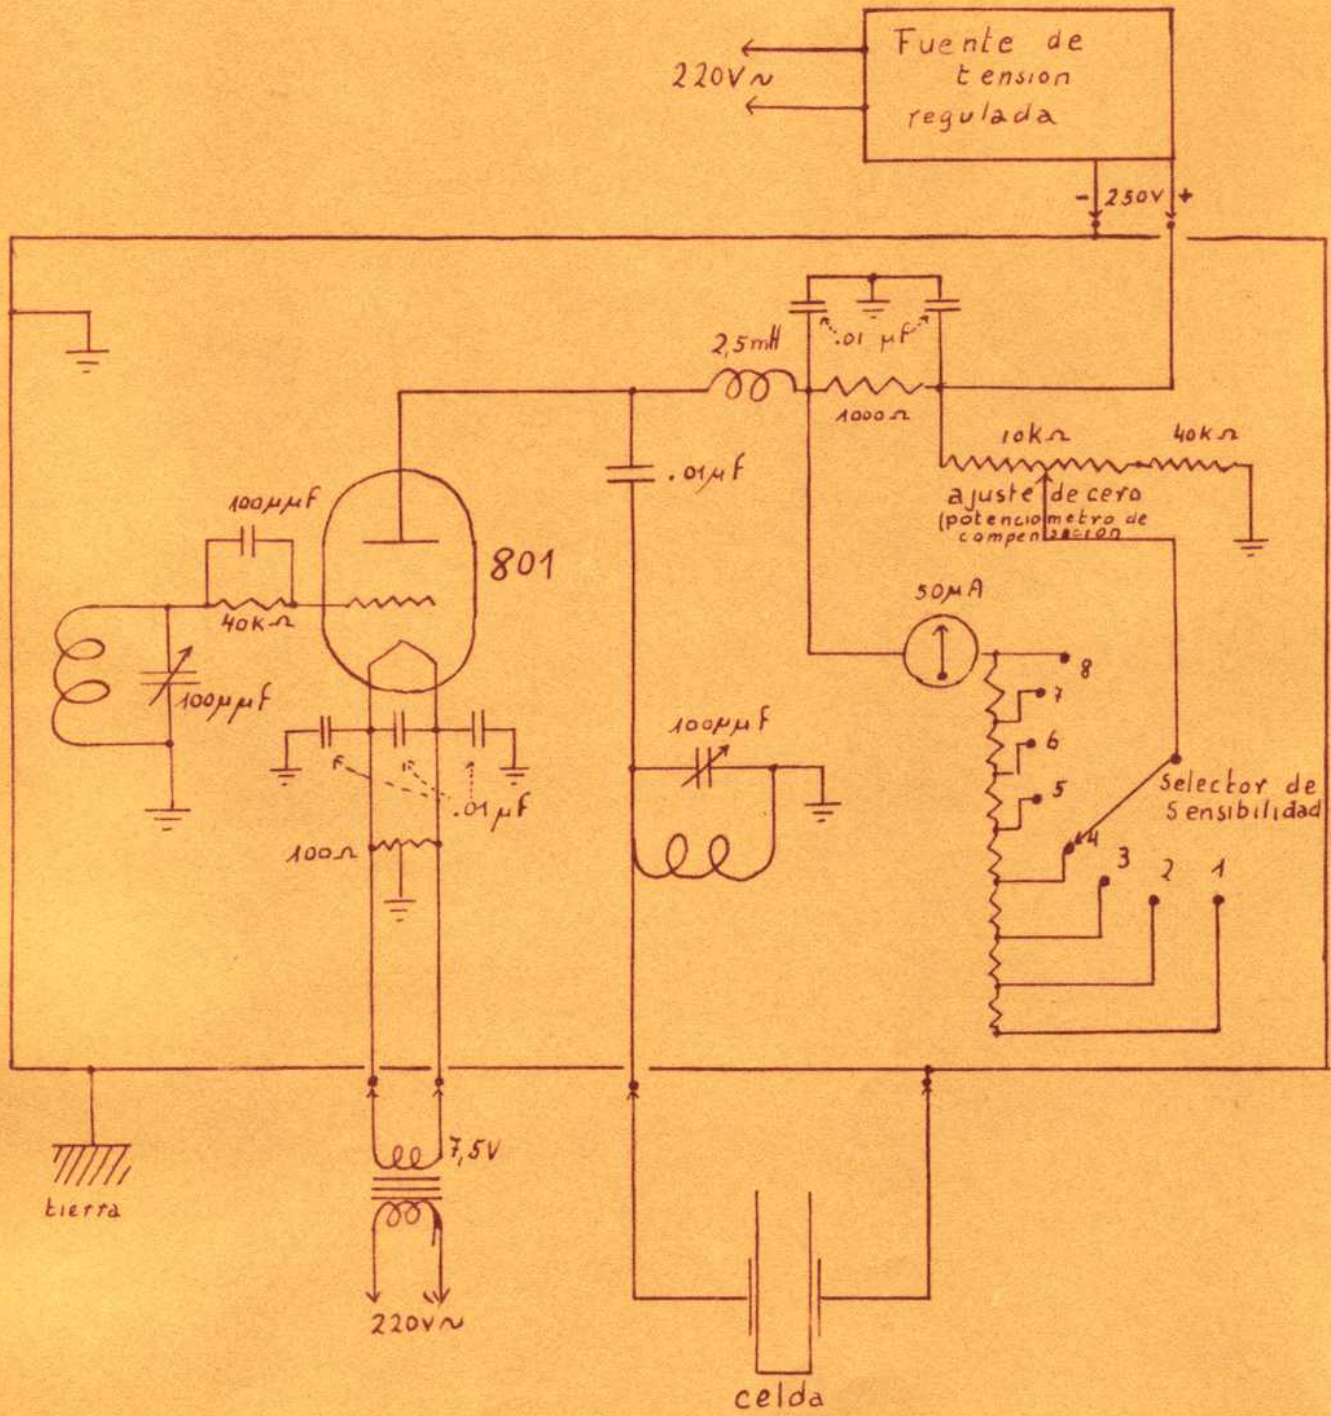 Fuente de
tension
regulada
220V~
- 250V +
.01 µF
2,5mH
1000Ω
10kΩ
40kΩ
.01µF
ajuste de cero
(potenciometro de
compensacion
100µµF
801
40kΩ
50µA
100µµF
8
7
100µµF
6
5
Selector de
Sensibilidad
.01µF
100Ω
4
3
2
1
7,5V
tierra
220V~
celda